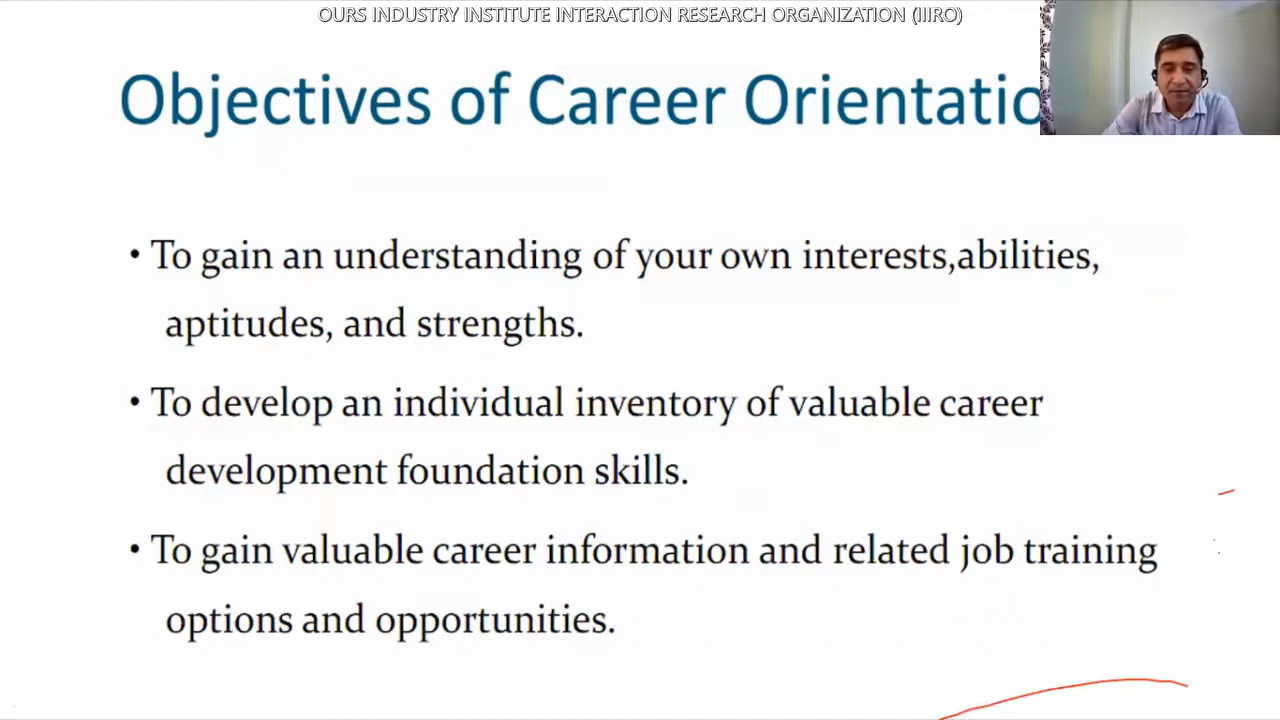 OURS INDUSTRY INSTITUTE INTERACTION RESEARCH ORGANIZATION (IIIRO)
Objectives of Career Orientatio
• To gain an understanding of your own interests,abilities,
aptitudes, and strengths.
• To develop an individual inventory of valuable career
development foundation skills.
• To gain valuable career information and related job training
options and opportunities.